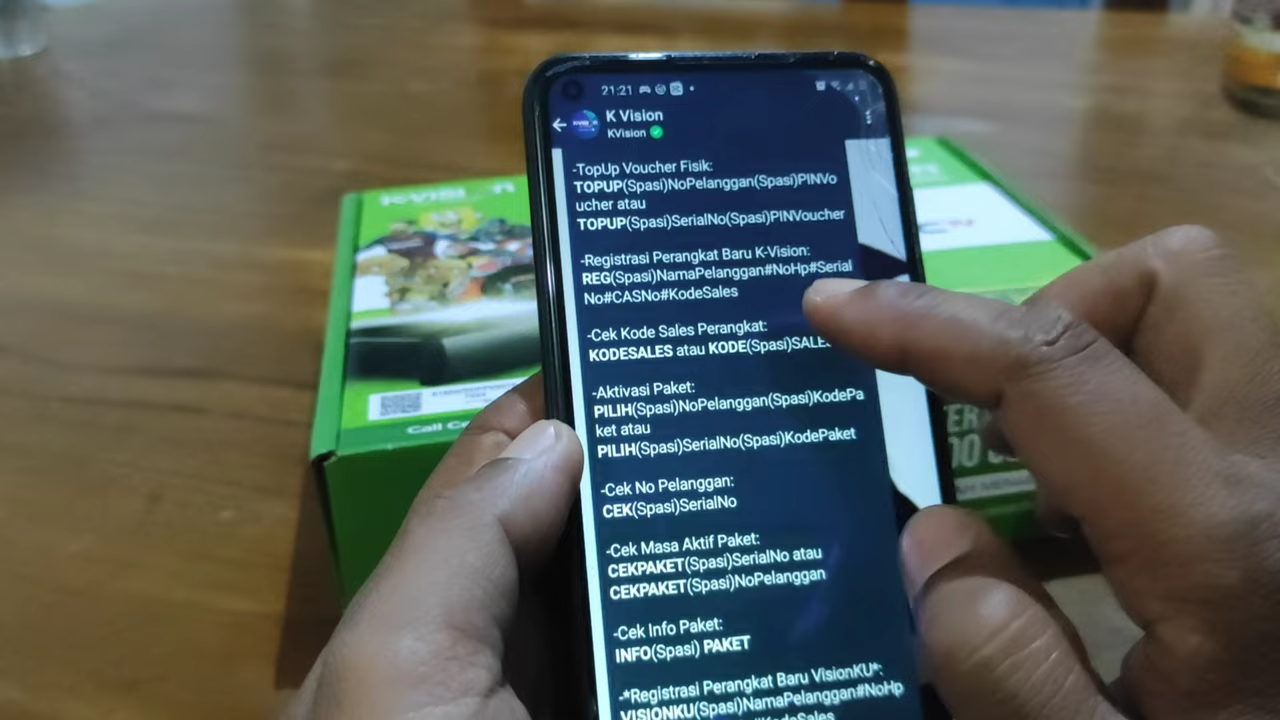 21:21
K Vision
KVision
-TopUp Voucher Fisik:
TOPUP(Spasi)NoPelanggan(Spasi)PINVo
ucher atau
TOPUP(Spasi)SerialNo(Spasi)PINVoucher
-Registrasi Perangkat Baru K-Vision:
REG(Spasi)NamaPelanggan#NoHp#Serial
No#CASNo#KodeSales
-Cek Kode Sales Perangkat:
KODESALES atau KODE(Spasi)SALE
-Aktivasi Paket:
PILIH(Spasi)NoPelanggan(Spasi)KodePa
ket atau
PILIH(Spasi)SerialNo(Spasi)KodePaket
-Cek No Pelanggan:
CEK(Spasi)SerialNo
-Cek Masa Aktif Paket:
CEKPAKET(Spasi)SerialNo atau
CEKPAKET(Spasi)NoPelanggan
-Cek Info Paket:
INFO(Spasi) PAKET
-*Registrasi Perangkat Baru VisionKU*:
VISIONKU(Spasi)NamaPelanggan#NoHp
#KodeSales
KVISI
Call